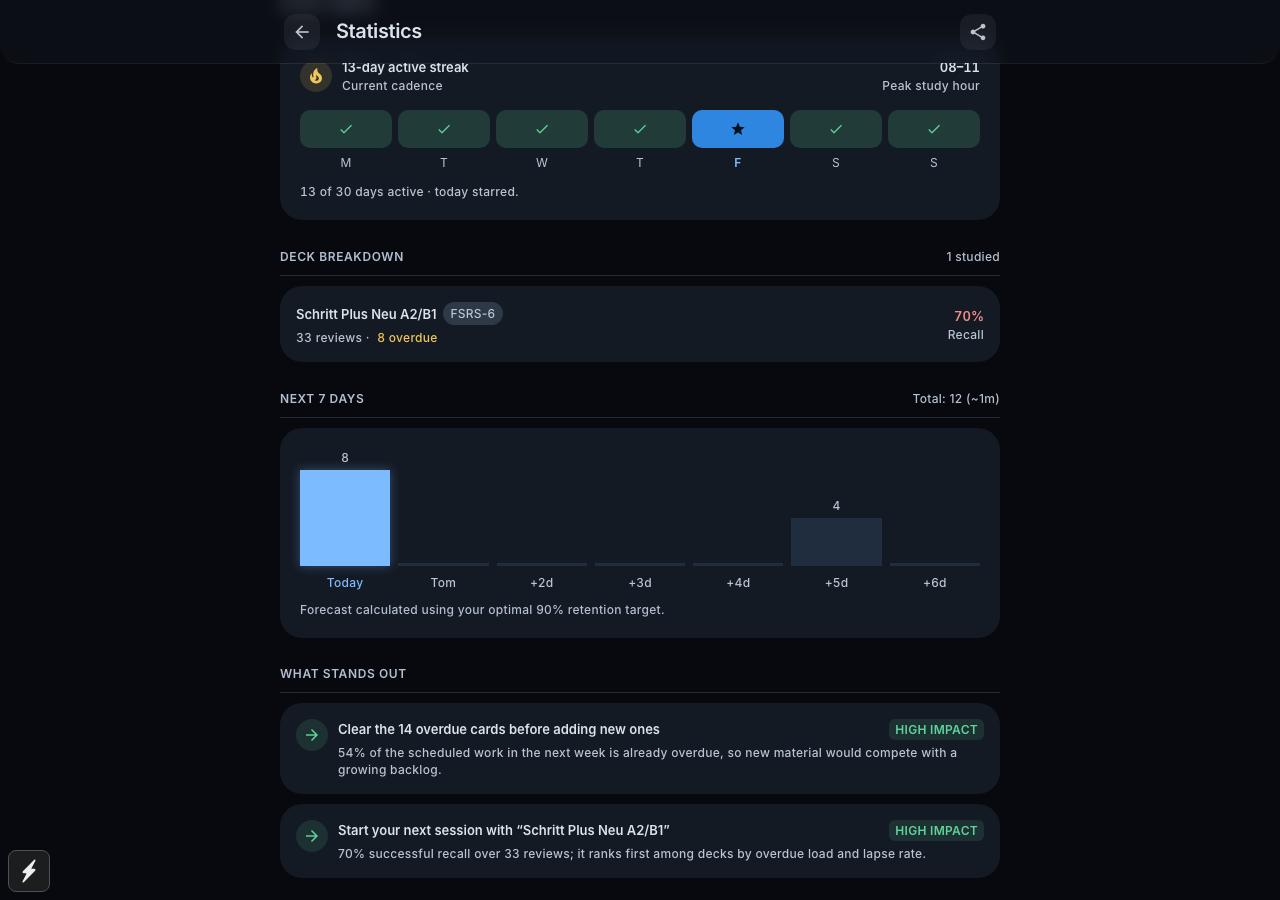 Statistics
13-day active streak
08–11
Current cadence
Peak study hour
M T W T F S S
13 of 30 days active · today starred.
DECK BREAKDOWN
1 studied
Schritt Plus Neu A2/B1 FSRS-6
70%
33 reviews · 8 overdue
Recall
NEXT 7 DAYS
Total: 12 (~1m)
8
4
Today Tom +2d +3d +4d +5d +6d
Forecast calculated using your optimal 90% retention target.
WHAT STANDS OUT
Clear the 14 overdue cards before adding new ones
HIGH IMPACT
54% of the scheduled work in the next week is already overdue, so new material would compete with a
growing backlog.
Start your next session with “Schritt Plus Neu A2/B1”
HIGH IMPACT
70% successful recall over 33 reviews; it ranks first among decks by overdue load and lapse rate.